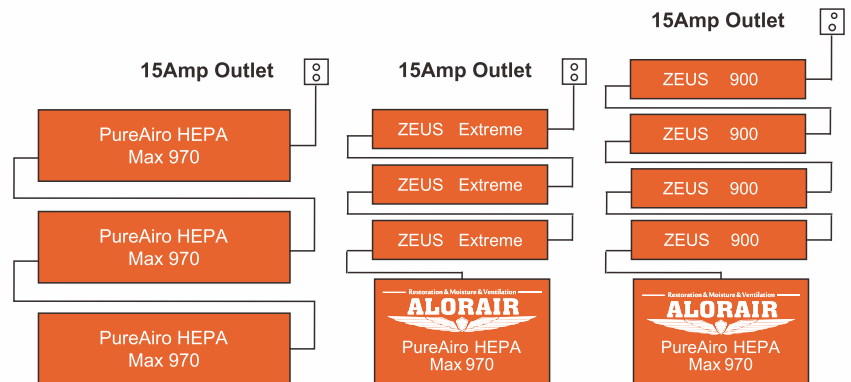 15Amp Outlet
PureAiro HEPA
Max 970
PureAiro HEPA
Max 970
PureAiro HEPA
Max 970
15Amp Outlet
ZEUS Extreme
ZEUS Extreme
ZEUS Extreme
Restoration & Moisture & Ventilation
ALORAIR
PureAiro HEPA
Max 970
15Amp Outlet
ZEUS 900
ZEUS 900
ZEUS 900
ZEUS 900
Restoration & Moisture & Ventilation
ALORAIR
PureAiro HEPA
Max 970